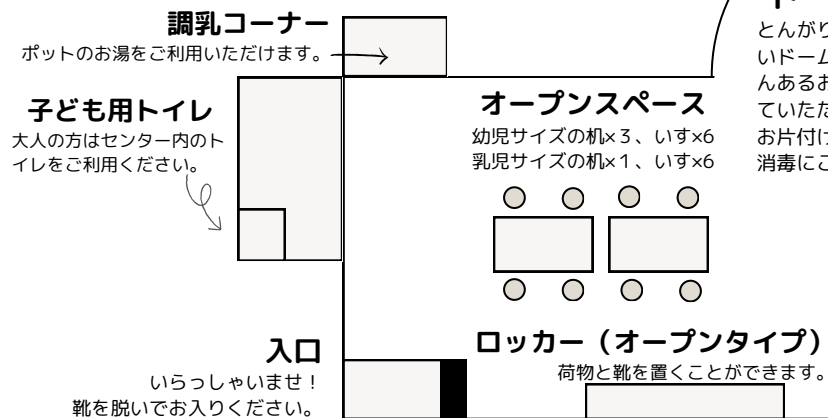 調乳コーナー
ポットのお湯をご利用いただけます。
子ども用トイレ
大人の方はセンター内のト
イレをご利用ください。
オープンスペース
幼児サイズの机×３、いす×6
乳児サイズの机×１、いす×6
とんがり
いドーム
んあるお
ていただ
お片付け
消毒にご
入口
いらっしゃいませ！
靴を脱いでお入りください。
ロッカー（オープンタイプ）
荷物と靴を置くことができます。